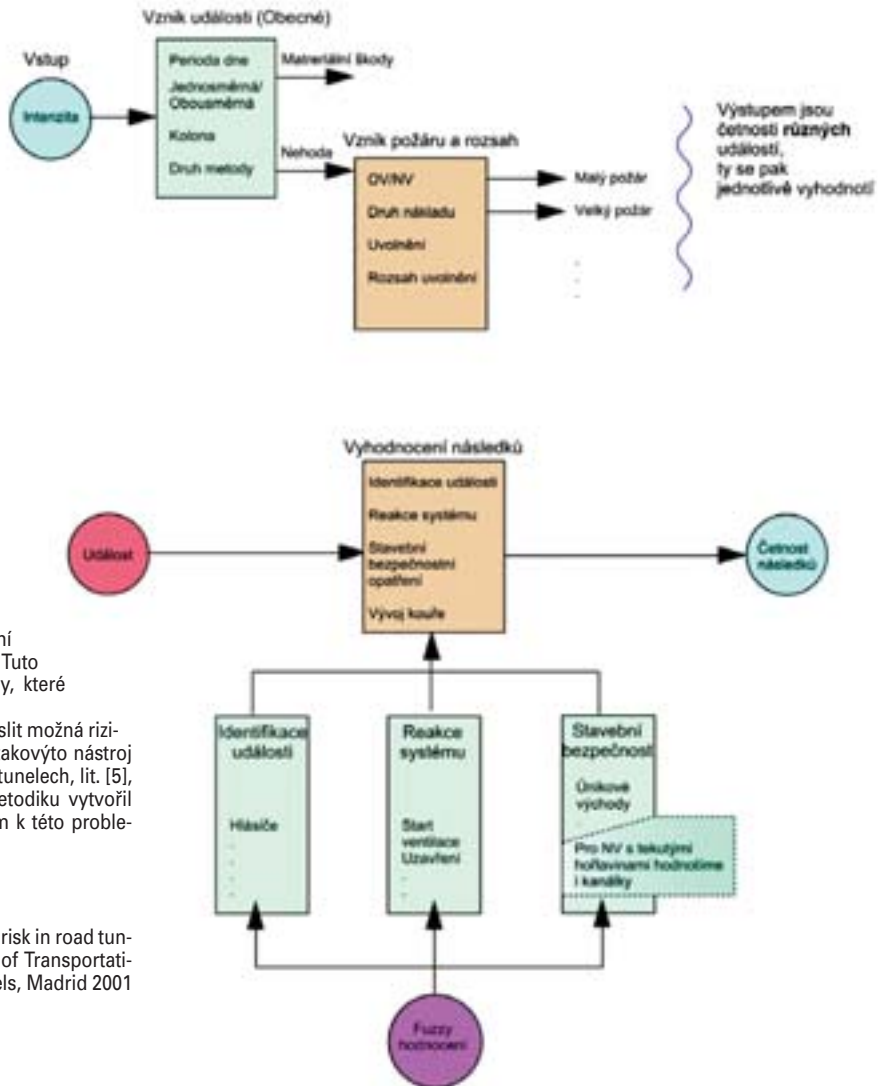 Vznik události (Obecné)
Vstup
Intenzita
Perioda dne
Jednosměrná/
Obousměrná
Kolona
Druh metody
Matreriální škody
Nehoda
Vznik požáru a rozsah
OV/NV
Druh nákladu
Uvolnění
Rozsah uvolnění
Malý požár
Velký požár
.
.
.
Výstupem jsou
četnosti různých
událostí,
ty se pak
jednotlivě vyhodnotí
Vyhodnocení následků
Identifikace události
Reakce systému
Stavební
bezpečnostní
opatření
Vývoj kouře
Událost
Četnost
následků
ní
Tuto
y, které
slit možná rizi-
akovýto nástroj
tunelech, lit. [5],
etodiku vytvořil
m k této proble-
risk in road tun-
of Transportati-
els, Madrid 2001
Identifikace
události
Hlásiče
.
.
.
.
Reakce
systému
Start
ventilace
Uzavření
.
.
Stavební
bezpečnost
Únikové
východy
Pro NV s tekutými
hořlavinami hodnotíme
i kanálky
Fuzzy
hodnocení